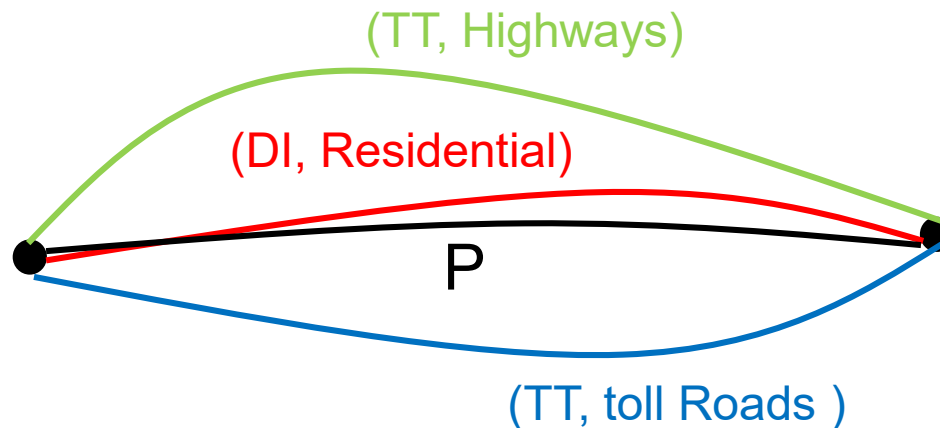 (TT, Highways)
(DI, Residential)
P
(TT, toll Roads )